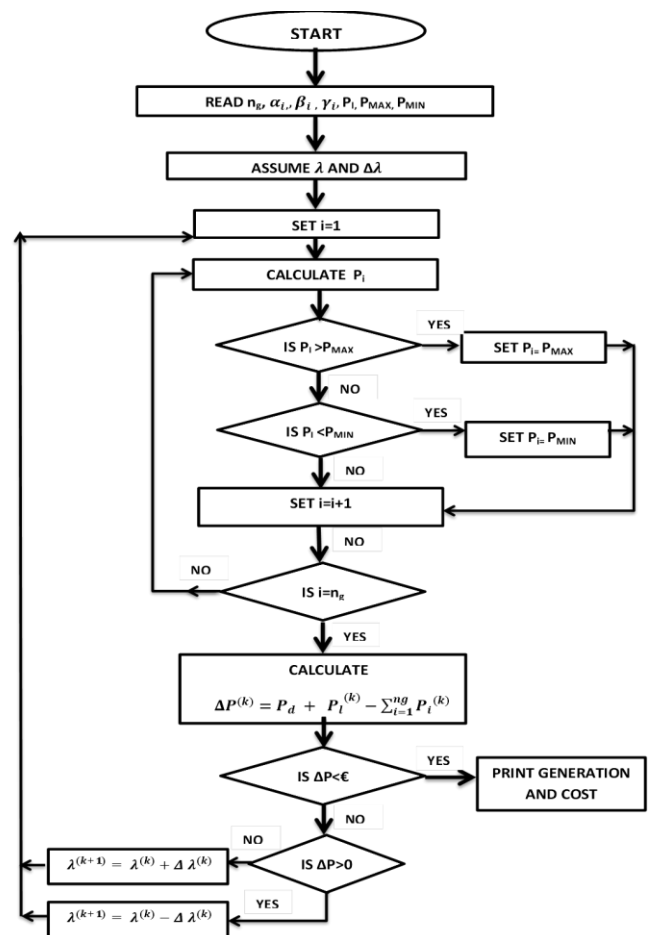 START
READ n_g, α_i,, β_i , γ_i, P_l, P_MAX, P_MIN
ASSUME λ AND Δλ
SET i=1
CALCULATE P_i
IS P_i >P_MAX
YES
SET P_i= P_MAX
NO
IS P_i <P_MIN
YES
SET P_i= P_MIN
NO
SET i=i+1
NO
IS i=n_g
NO
YES
CALCULATE
ΔP^(k) = P_d + P_l^(k) − ∑_{i=1}^{ng} P_i^(k)
IS ΔP<€
YES
PRINT GENERATION
AND COST
NO
IS ΔP>0
NO
λ^(k+1) = λ^(k) + Δ λ^(k)
YES
λ^(k+1) = λ^(k) − Δ λ^(k)